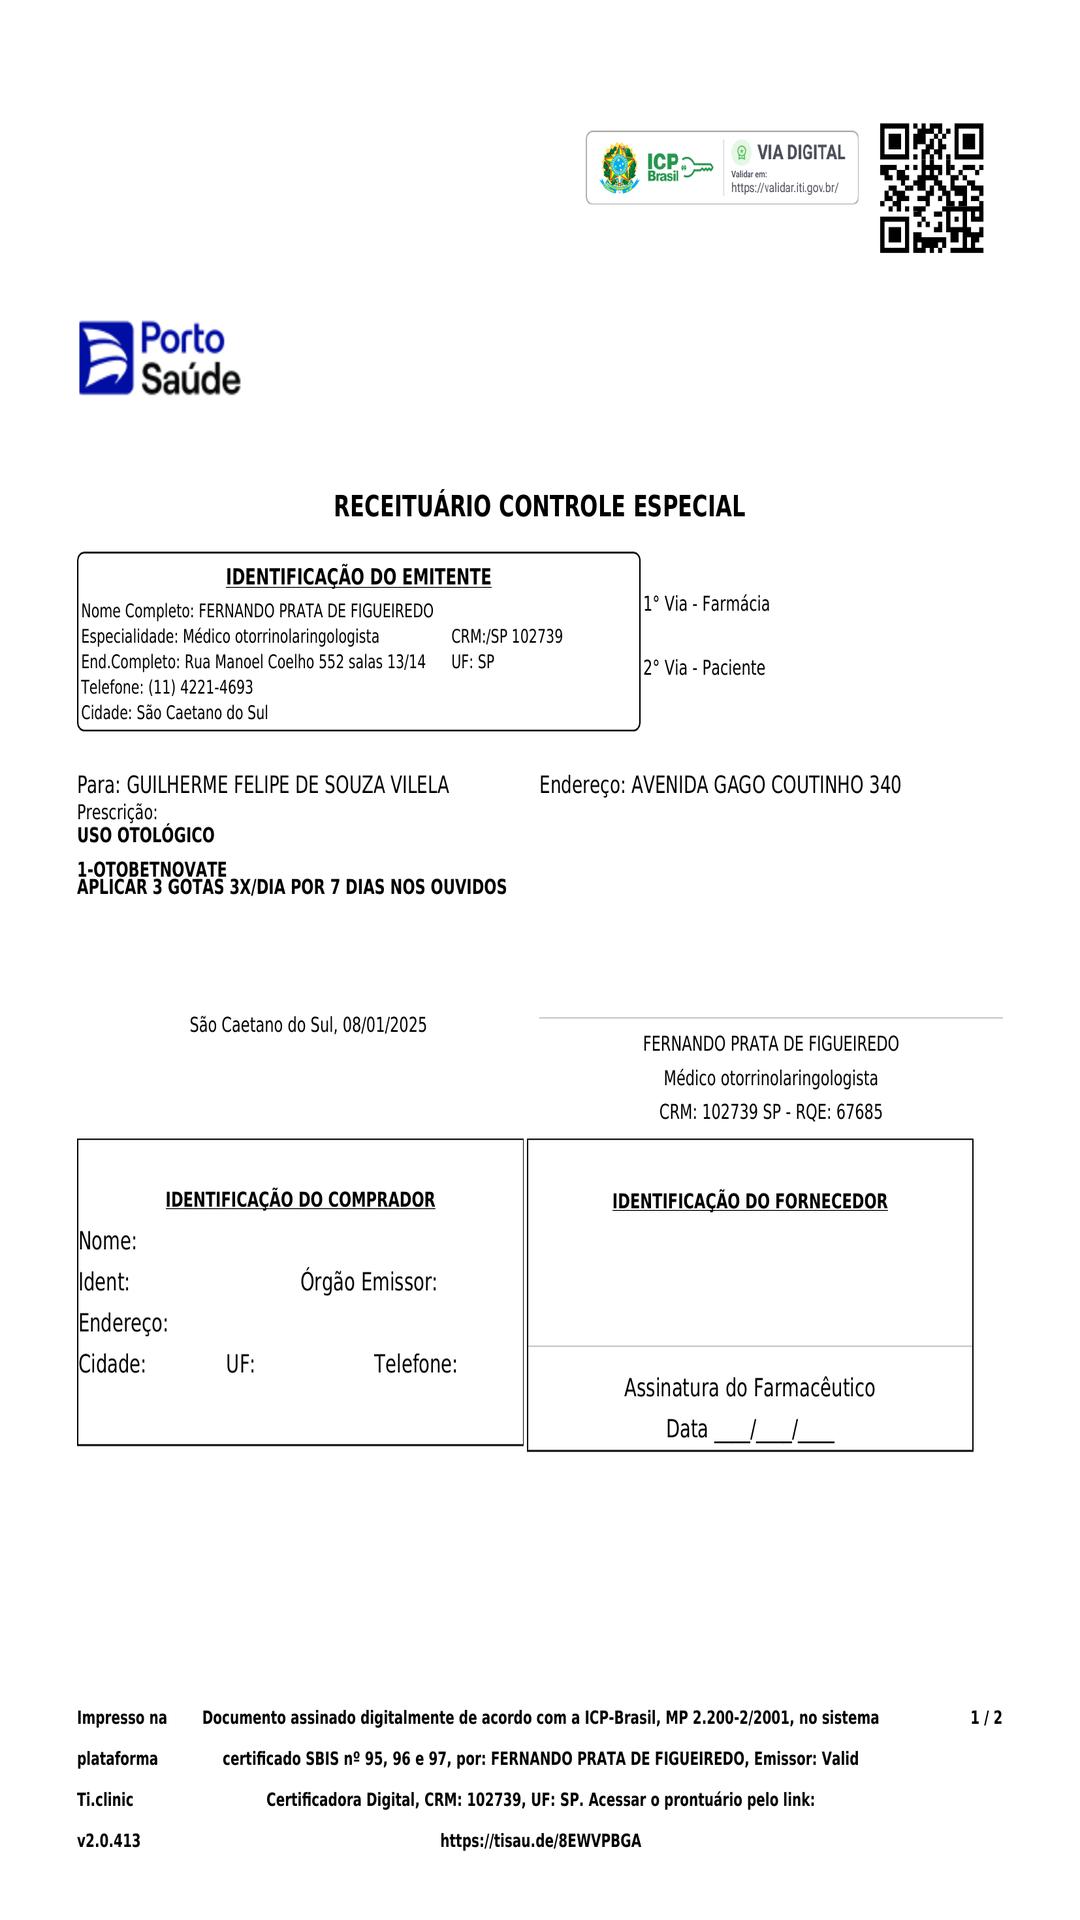 ICP
Brasil
VIA DIGITAL
Validar em:
https://validar.iti.gov.br/
Porto
Saúde
RECEITUÁRIO CONTROLE ESPECIAL
IDENTIFICAÇÃO DO EMITENTE
Nome Completo: FERNANDO PRATA DE FIGUEIREDO
Especialidade: Médico otorrinolaringologista CRM:/SP 102739
End.Completo: Rua Manoel Coelho 552 salas 13/14 UF: SP
Telefone: (11) 4221-4693
Cidade: São Caetano do Sul
1° Via - Farmácia
2° Via - Paciente
Para: GUILHERME FELIPE DE SOUZA VILELA Endereço: AVENIDA GAGO COUTINHO 340
Prescrição:
USO OTOLÓGICO
1-OTOBETNOVATE
APLICAR 3 GOTAS 3X/DIA POR 7 DIAS NOS OUVIDOS
São Caetano do Sul, 08/01/2025
FERNANDO PRATA DE FIGUEIREDO
Médico otorrinolaringologista
CRM: 102739 SP - RQE: 67685
IDENTIFICAÇÃO DO COMPRADOR
Nome:
Ident: Órgão Emissor:
Endereço:
Cidade: UF: Telefone:
IDENTIFICAÇÃO DO FORNECEDOR
Assinatura do Farmacêutico
Data ___/___/___
Impresso na
plataforma
Ti.clinic
v2.0.413
Documento assinado digitalmente de acordo com a ICP-Brasil, MP 2.200-2/2001, no sistema
certificado SBIS nº 95, 96 e 97, por: FERNANDO PRATA DE FIGUEIREDO, Emissor: Valid
Certificadora Digital, CRM: 102739, UF: SP. Acessar o prontuário pelo link:
https://tisau.de/8EWVPBGA
1 / 2